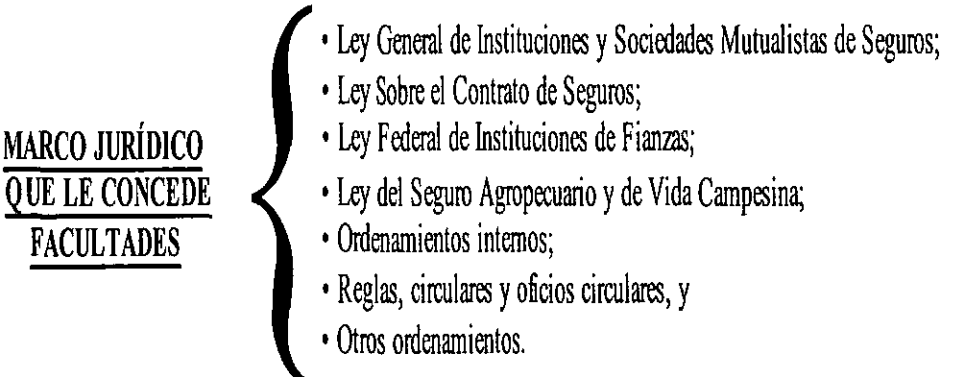 MARCO JURÍDICO
QUE LE CONCEDE
FACULTADES
• Ley General de Instituciones y Sociedades Mutualistas de Seguros;
• Ley Sobre el Contrato de Seguros;
• Ley Federal de Instituciones de Fianzas;
• Ley del Seguro Agropecuario y de Vida Campesina;
• Ordenamientos internos;
• Reglas, circulares y oficios circulares, y
• Otros ordenamientos.